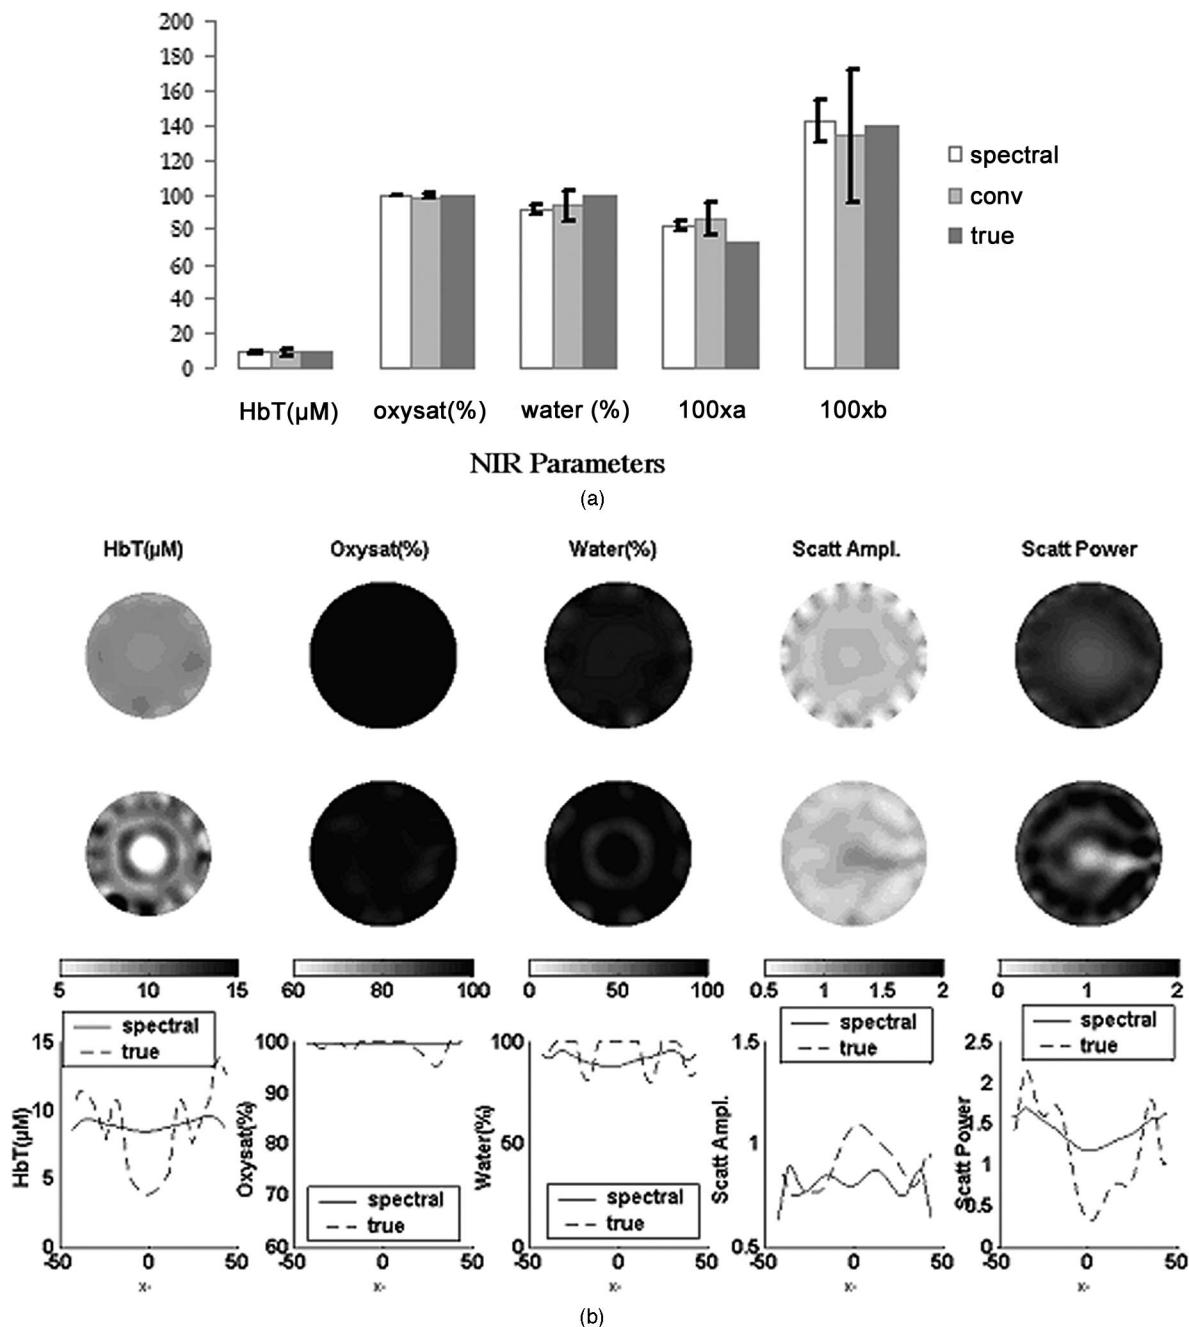 200
180
160
140
120
100
80
60
40
20
0
spectral
conv
true
HbT(μM)
oxysat(%)
water (%)
100xa
100xb
NIR Parameters
(a)
HbT(μM)
Oxysat(%)
Water(%)
Scatt Ampl.
Scatt Power
5 10 15
60 80 100
0 50 100
0.5 1 1.5 2
0 1 2
spectral
true
15
10
5
0
HbT(μM)
-50 0 50
x-
100
90
80
70
60
Oxysat(%)
spectral
true
-50 0 50
x-
100
50
0
Water(%)
spectral
true
-50 0 50
x-
spectral
true
1.5
1
0.5
Scatt Ampl.
-50 0 50
x-
spectral
true
2.5
2
1.5
1
0.5
0
Scatt Power
-50 0 50
x-
(b)